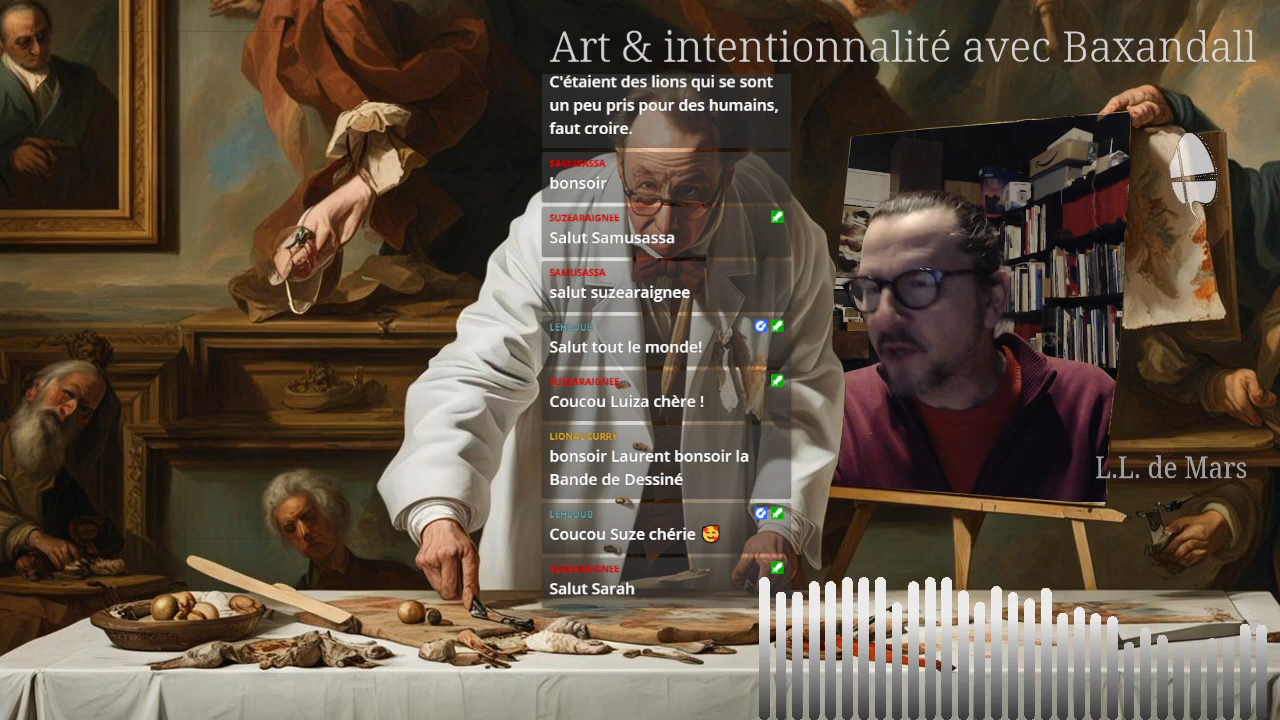 Art & intentionnalité avec Baxandall
C'étaient des lions qui se sont
un peu pris pour des humains,
faut croire.
SAMUSASSA
bonsoir
SUZEARAIGNEE
Salut Samusassa
SAMUSASSA
salut suzearaignee
LEHLOUB
Salut tout le monde!
SUZEARAIGNEE
Coucou Luiza chère !
LIONAUCURRY
bonsoir Laurent bonsoir la
Bande de Dessiné
LEHLOUB
Coucou Suze chérie 🥰
SUZEARAIGNEE
Salut Sarah
L.L. de Mars